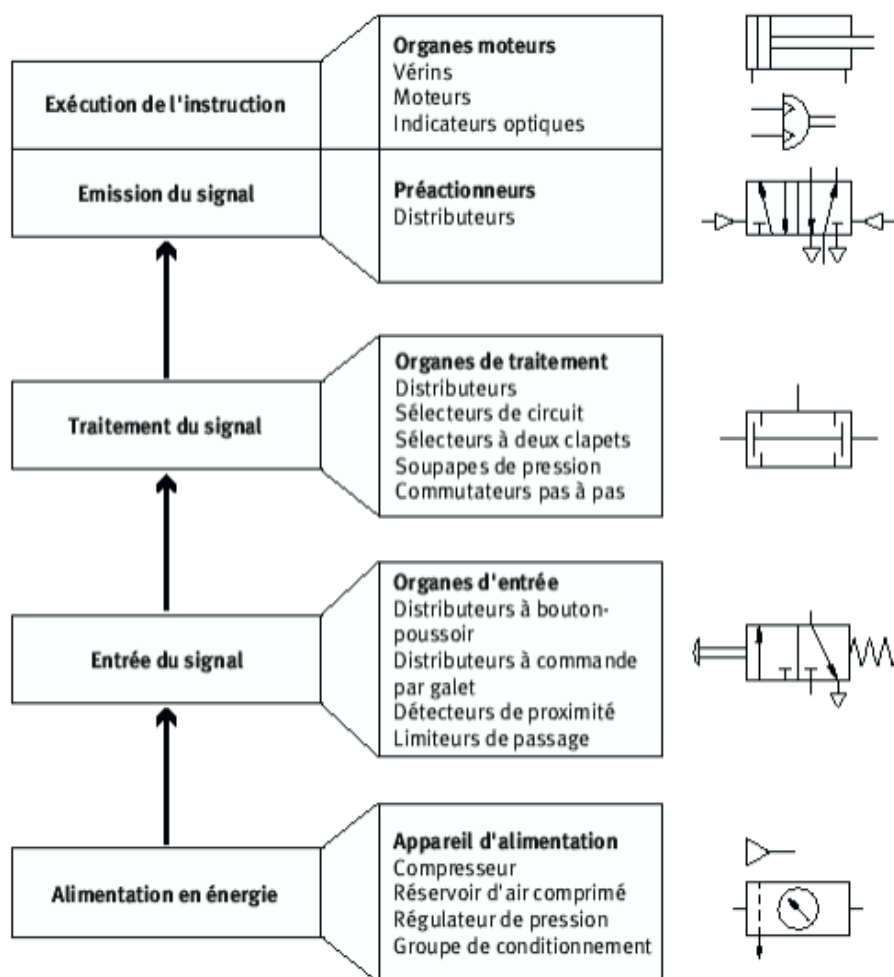 Organes moteurs
Vérins
Moteurs
Indicateurs optiques
Exécution de l'instruction
Emission du signal
Préactionneurs
Distributeurs
Traitement du signal
Organes de traitement
Distributeurs
Sélecteurs de circuit
Sélecteurs à deux clapets
Soupapes de pression
Commutateurs pas à pas
Entrée du signal
Organes d'entrée
Distributeurs à bouton-
poussoir
Distributeurs à commande
par galet
Détecteurs de proximité
Limiteurs de passage
Alimentation en énergie
Appareil d'alimentation
Compresseur
Réservoir d'air comprimé
Régulateur de pression
Groupe de conditionnement